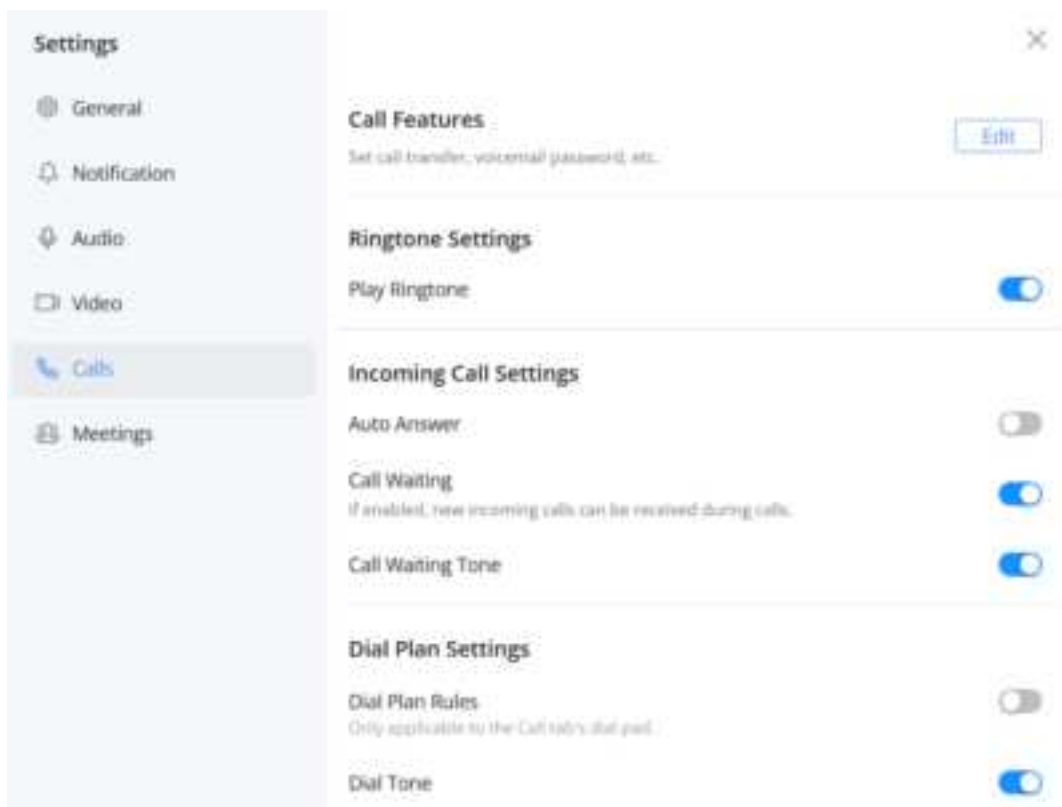 Settings
General
Notification
Audio
Video
Calls
Meetings
Call Features
Edit
Set call transfer, voicemail password, etc.
Ringtone Settings
Play Ringtone
Incoming Call Settings
Auto Answer
Call Waiting
If enabled, new incoming calls can be received during calls.
Call Waiting Tone
Dial Plan Settings
Dial Plan Rules
Only applicable to the Call tab's dial pad.
Dial Tone